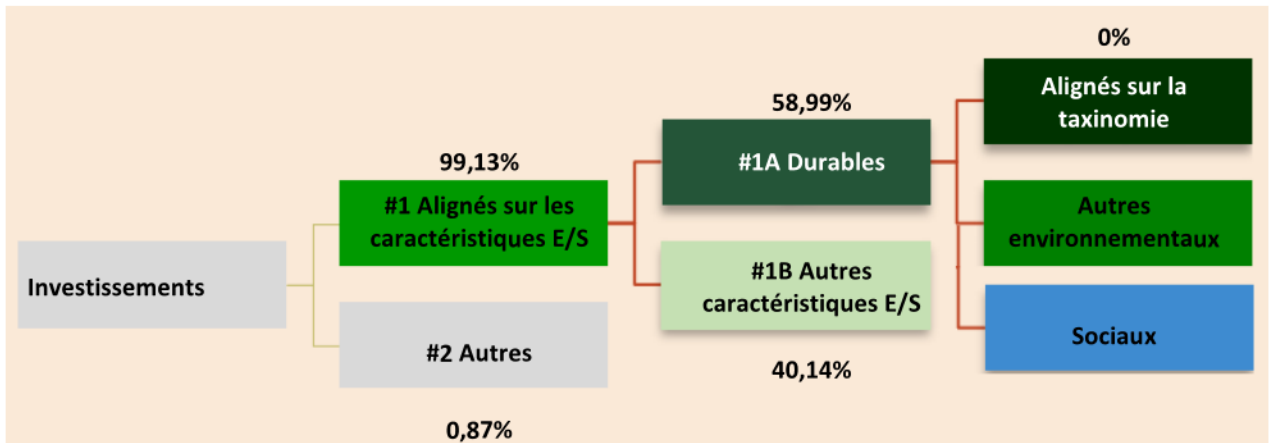 0%
Alignés sur la
taxinomie
58,99%
#1A Durables
99,13%
#1 Alignés sur les
caractéristiques E/S
Autres
environnementaux
Investissements
#1B Autres
caractéristiques E/S
#2 Autres
Sociaux
40,14%
0,87%